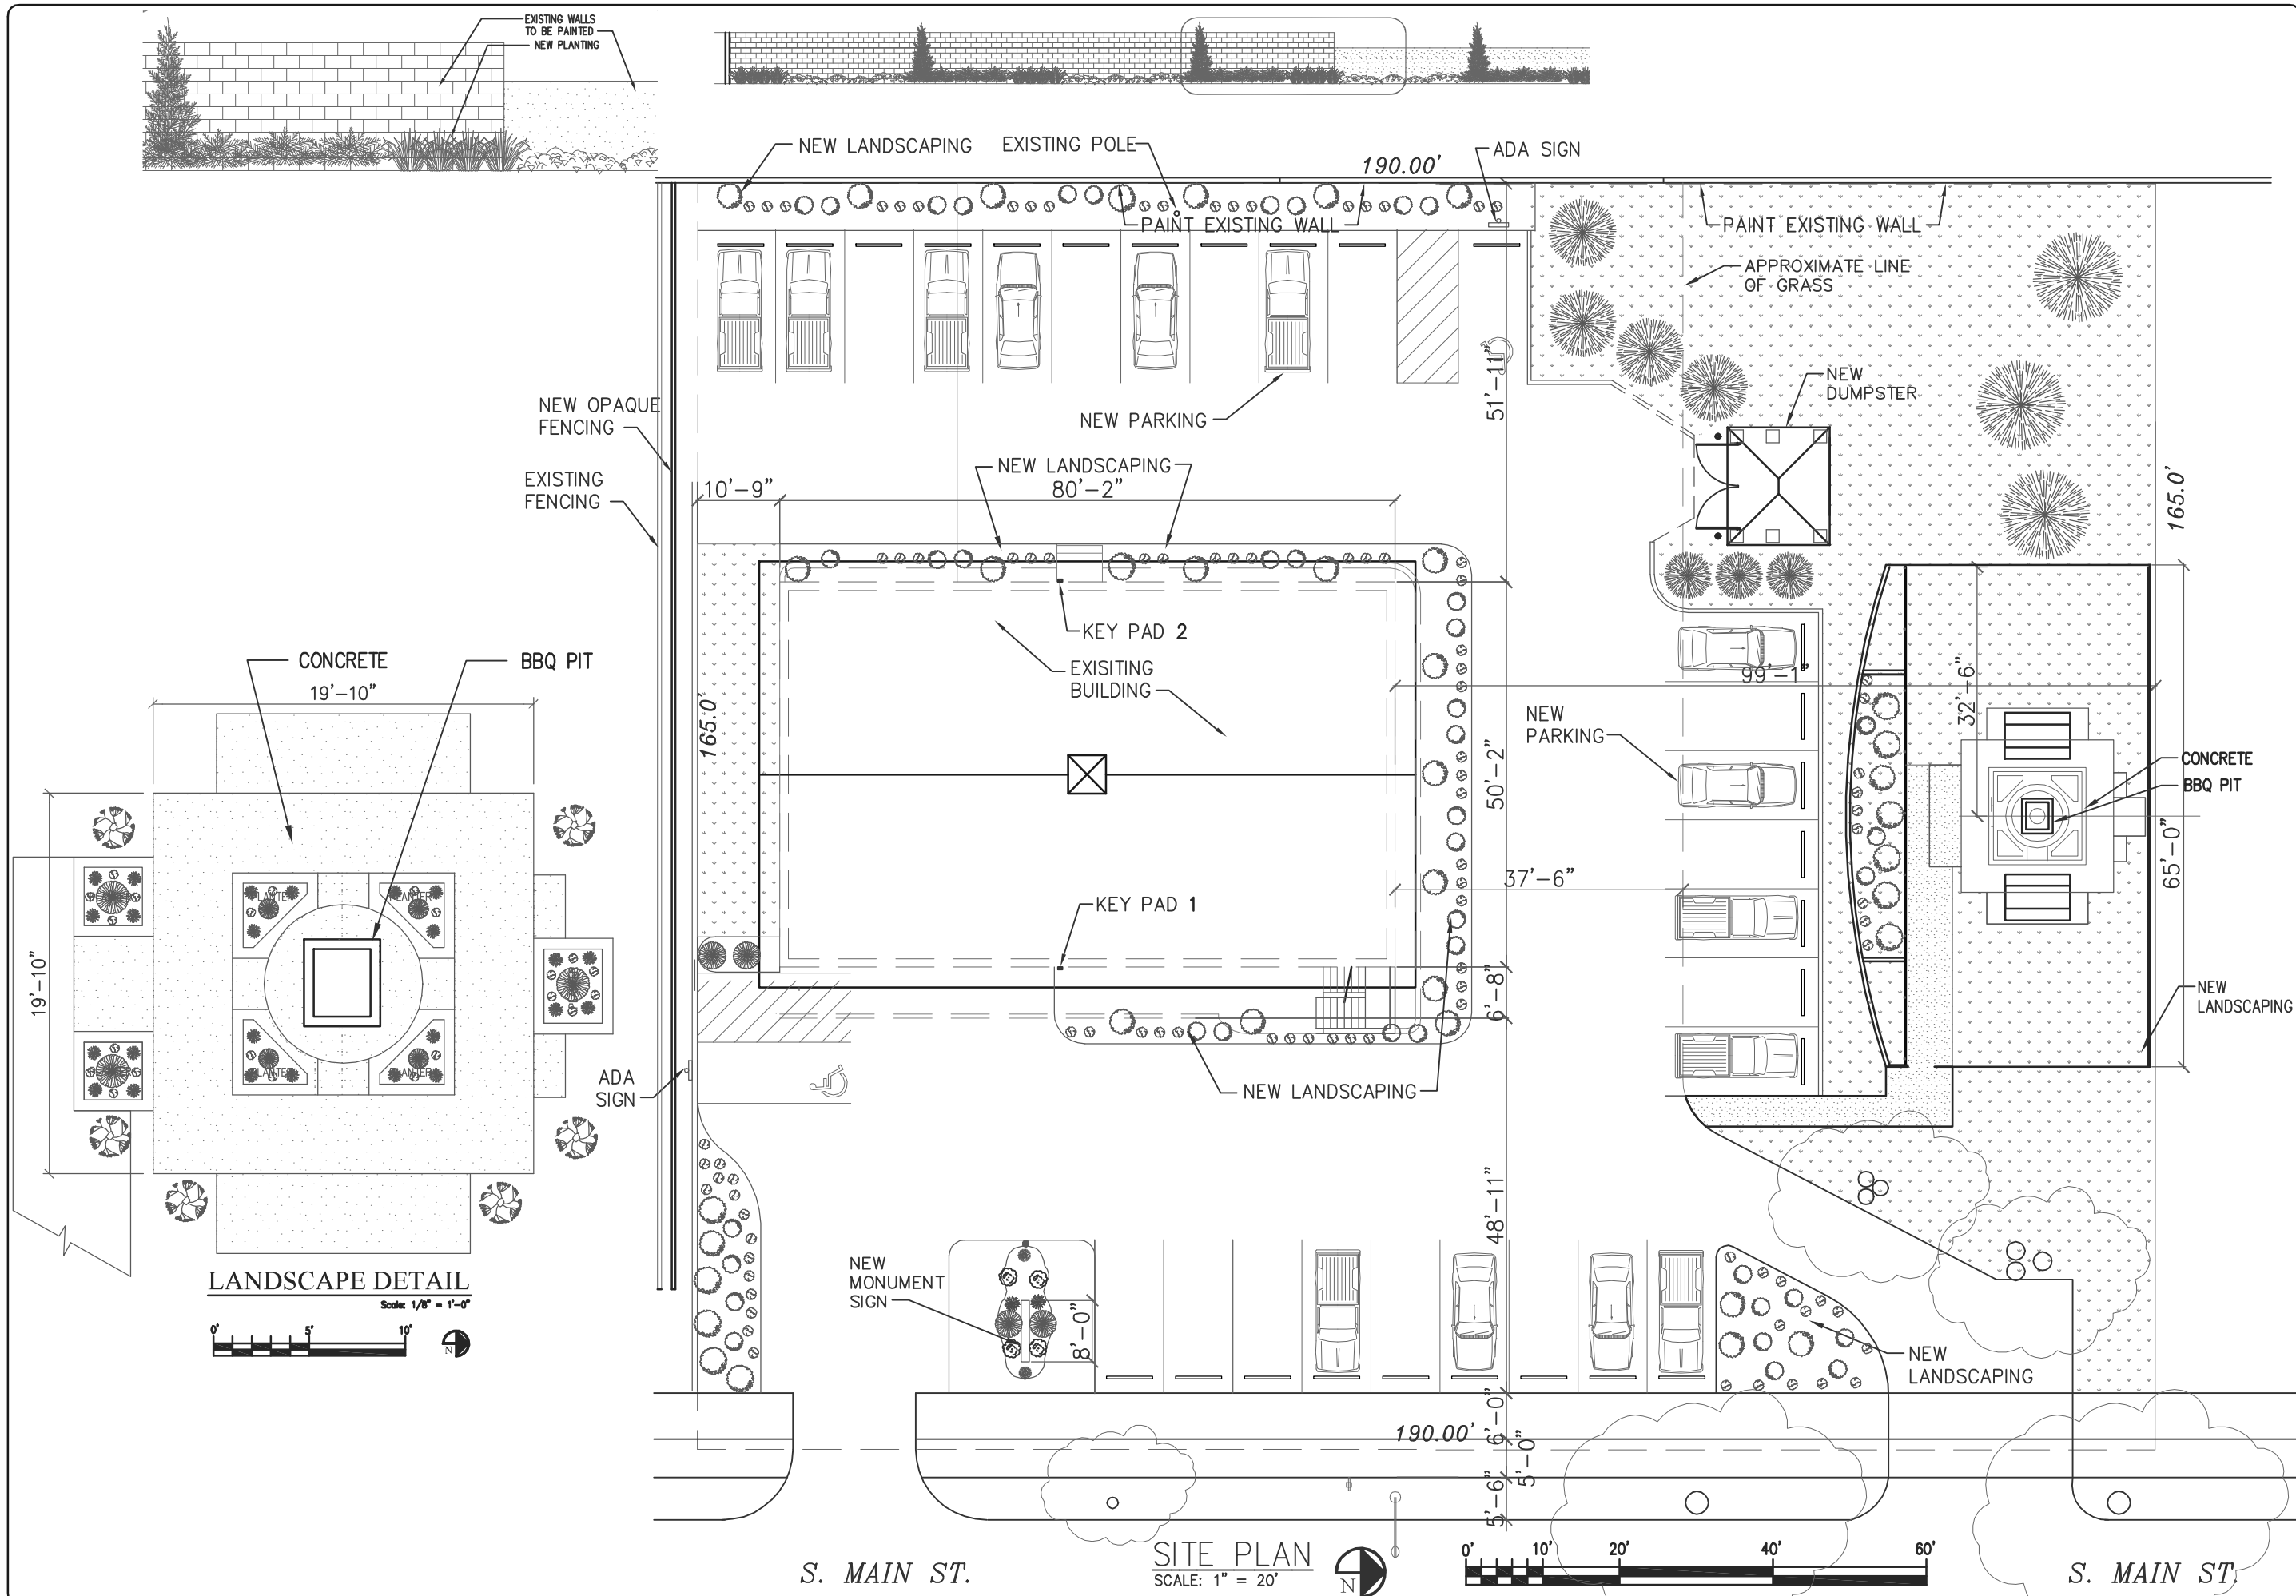 EXISTING WALLS
TO BE PAINTED
NEW PLANTING
NEW LANDSCAPING
EXISTING POLE
190.00'
ADA SIGN
PAINT EXISTING WALL
PAINT EXISTING WALL
APPROXIMATE LINE
OF GRASS
NEW
DUMPSTER
51'-11"
NEW PARKING
NEW OPAQUE
FENCING
EXISTING
FENCING
NEW LANDSCAPING
10'-9"
80'-2"
165.0'
KEY PAD 2
EXISITING
BUILDING
CONCRETE
BBQ PIT
19'-10"
165.0'
99'-1"
32'-6"
NEW
PARKING
50'-2"
CONCRETE
BBQ PIT
65'-0"
37'-6"
KEY PAD 1
PLANTER
PLANTER
PLANTER
PLANTER
19'-10"
6'-8"
NEW
LANDSCAPING
ADA
SIGN
NEW LANDSCAPING
48'-11"
NEW
MONUMENT
SIGN
8'-0"
LANDSCAPE DETAIL
Scale: 1/8" = 1'-0"
0' 5' 10'
N
NEW
LANDSCAPING
190.00'
6'-0"
5'-0"
5'-6"
S. MAIN ST.
SITE PLAN
SCALE: 1" = 20'
N
0' 10' 20' 40' 60'
S. MAIN ST.